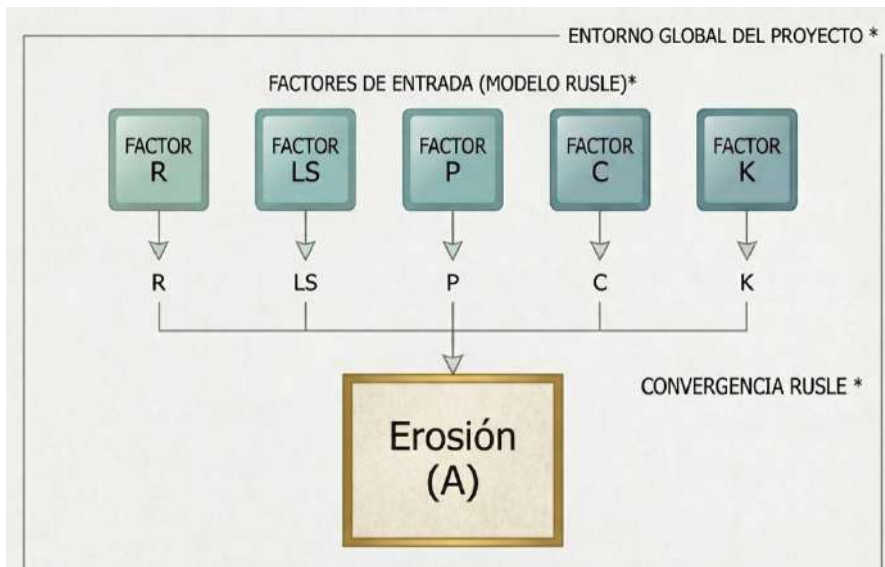 ENTORNO GLOBAL DEL PROYECTO *
FACTORES DE ENTRADA (MODELO RUSLE)*
FACTOR
R
FACTOR
LS
FACTOR
P
FACTOR
C
FACTOR
K
R
LS
P
C
K
CONVERGENCIA RUSLE *
Erosión
(A)